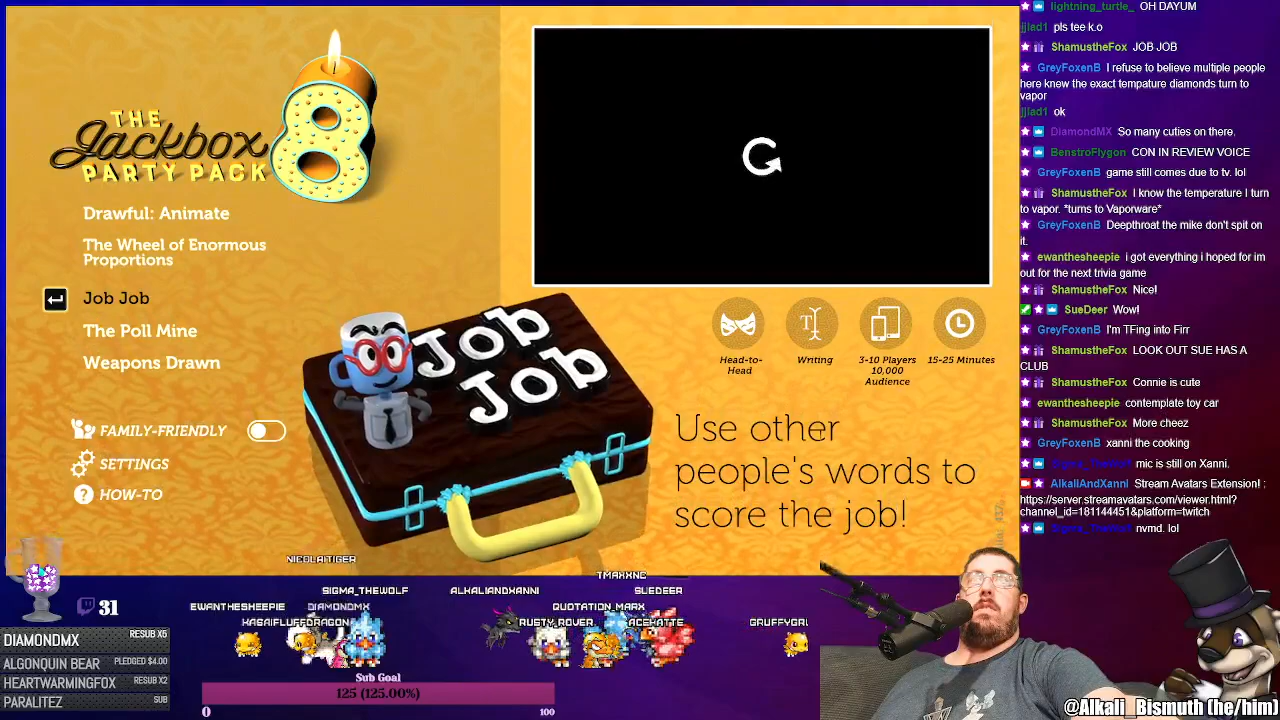 THE
Jackbox
PARTY PACK
8
Drawful: Animate
The Wheel of Enormous
Proportions
Job Job
The Poll Mine
Weapons Drawn
FAMILY-FRIENDLY
SETTINGS
? HOW-TO
Job Job
Head-to-
Head
Writing
3-10 Players
10,000
Audience
15-25 Minutes
Use other
people's words to
score the job!
lightning_turtle_ OH DAYUM
jjlad1 pls tee k.o
ShamustheFox JOB JOB
GreyFoxenB I refuse to believe multiple people
here knew the exact tempature diamonds turn to
vapor
jjlad1 ok
DiamondMX So many cuties on there.
BenstroFlygon CON IN REVIEW VOICE
GreyFoxenB game still comes due to tv. lol
ShamustheFox I know the temperature I turn
to vapor. *turns to Vaporware*
GreyFoxenB Deepthroat the mike don't spit on
it.
ewanthesheepie i got everything i hoped for im
out for the next trivia game
ShamustheFox Nice!
SueDeer Wow!
GreyFoxenB I'm TFing into Firr
ShamustheFox LOOK OUT SUE HAS A
CLUB
ShamustheFox Connie is cute
ewanthesheepie contemplate toy car
ShamustheFox More cheez
GreyFoxenB xanni the cooking
Sigma_TheWolf mic is still on Xanni.
AlkaliAndXanni Stream Avatars Extension! :
https://server.streamavatars.com/viewer.html?
channel_id=181144451&platform=twitch
Sigma_TheWolf nvmd. lol
NICOLAITIGER
TMAXXNC
SIGMA_THEWOLF
ALKALIANDXANNI
SUEDEER
EWANTHESHEEPIE
DIAMONDMX
QUOTATION_MARX
RUSTY_ROVER
GRUFFYGRI
31
DIAMONDMX RESUB X5
ALGONQUIN BEAR PLEDGED $4.00
HEARTWARMINGFOX RESUB X2
PARALITEZ SUB
Sub Goal
125 (125.00%)
0
100
@Alkali_Bismuth (he/him)